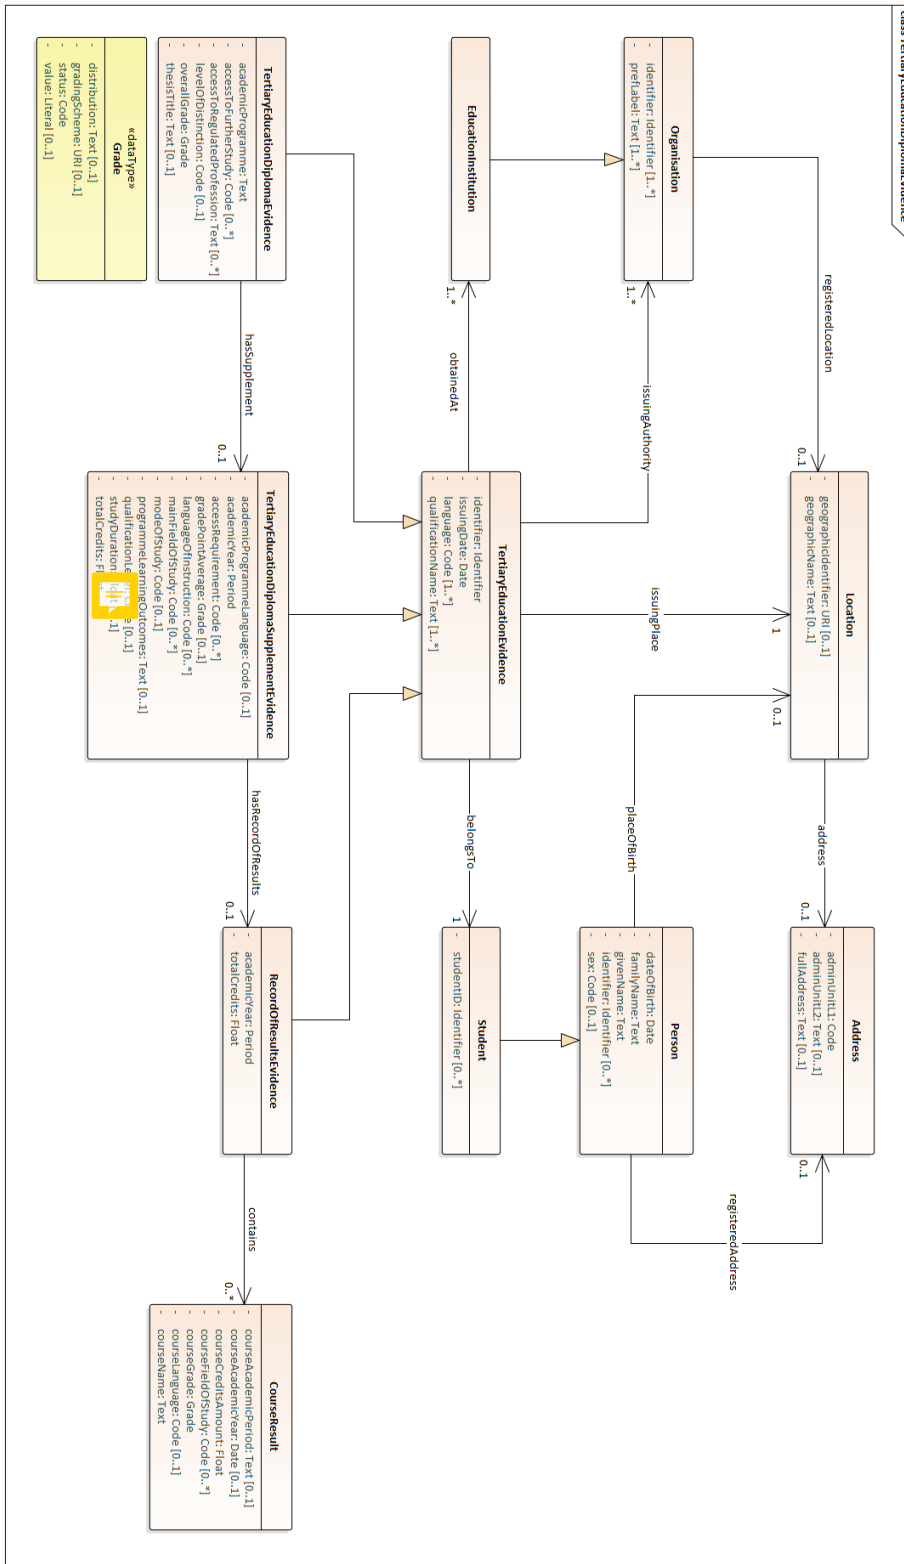 class TertiaryEducationDiplomaEvidence
Organisation
- identifier: Identifier [1..*]
- prefLabel: Text [1..*]
registeredLocation
0..1
Location
- geographicIdentifier: URI [0..1]
- geographicName: Text [0..1]
address
0..1
Address
- adminUnitL1: Code
- adminUnitL2: Text [0..1]
- fullAddress: Text [0..1]
0..1
registeredAddress
1..*
issuingAuthority
issuingPlace
1
0..1
placeOfBirth
Person
- dateOfBirth: Date
- familyName: Text
- givenName: Text
- identifier: Identifier [0..*]
- sex: Code [0..1]
EducationInstitution
1..*
obtainedAt
TertiaryEducationEvidence
- identifier: Identifier
- issuingDate: Date
- language: Code [1..*]
- qualificationName: Text [1..*]
belongsTo
1
Student
- studentID: Identifier [0..*]
TertiaryEducationDiplomaEvidence
- academicProgramme: Text
- accessToFurtherStudy: Code [0..*]
- accessToRegulatedProfession: Text [0..*]
- levelOfDistinction: Code [0..1]
- overallGrade: Grade
- thesisTitle: Text [0..1]
hasSupplement
0..1
TertiaryEducationDiplomaSupplementEvidence
- academicProgrammeLanguage: Code [0..1]
- academicYear: Period
- accessRequirement: Code [0..*]
- gradePointAverage: Grade [0..1]
- languageOfInstruction: Code [0..*]
- mainFieldOfStudy: Code [0..*]
- modeOfStudy: Code [0..1]
- programmeLearningOutcomes: Text [0..1]
- [0..1]
- studyDuration
- totalCredits:
hasRecordOfResults
0..1
RecordOfResultsEvidence
- academicYear: Period
- totalCredits: Float
contains
0..*
CourseResult
- courseAcademicPeriod: Text [0..1]
- courseAcademicYear: Date [0..1]
- courseCreditsAmount: Float
- courseFieldOfStudy: Code [0..*]
- courseGrade: Grade
- courseLanguage: Code [0..1]
- courseName: Text
«dataType»
Grade
- distribution: Text [0..1]
- gradingScheme: URI [0..1]
- status: Code
- value: Literal [0..1]